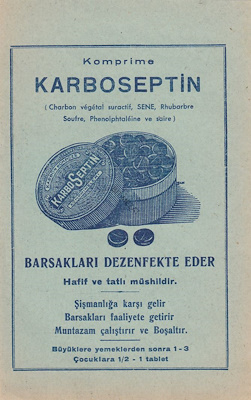 Komprime
KARBOSEPTİN
( Charbon végétal suractif, SENE, Rhubarbre
Soufre, Phenolphtaléine ve saire )
KARBOSEPTİN
BARSAKLARI DEZENFEKTE EDER
Hafif ve tatlı müshildir.
Şişmanlığa karşı gelir
Barsakları faaliyete getirir
Muntazam çalıştırır ve Boşaltır.
Büyüklere yemeklerden sonra 1 - 3
Çocuklara 1/2 - 1 tablet